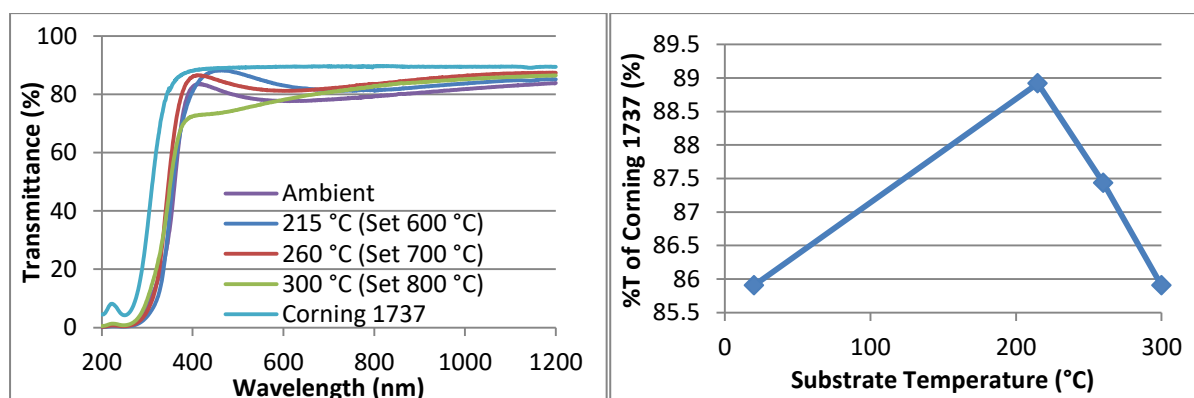 100
80
60
40
20
0
Transmittance (%)
Ambient
215 °C (Set 600 °C)
260 °C (Set 700 °C)
300 °C (Set 800 °C)
Corning 1737
200 400 600 800 1000 1200
Wavelength (nm)
89.5
89
88.5
88
87.5
87
86.5
86
85.5
%T of Corning 1737 (%)
0 100 200 300
Substrate Temperature (°C)